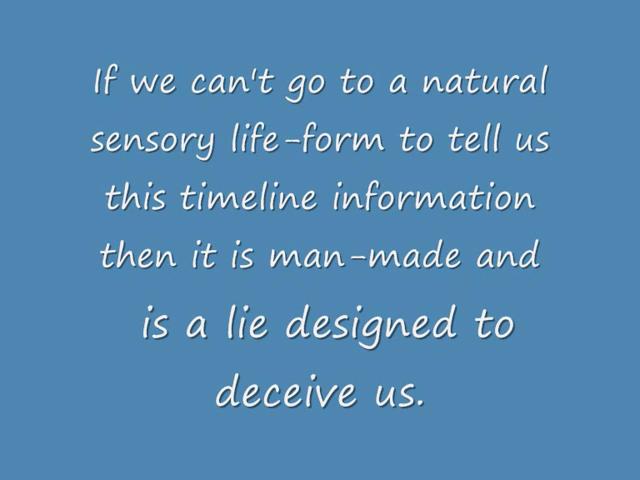 If we can't go to a natural
sensory life-form to tell us
this timeline information
then it is man-made and
is a lie designed to
deceive us.